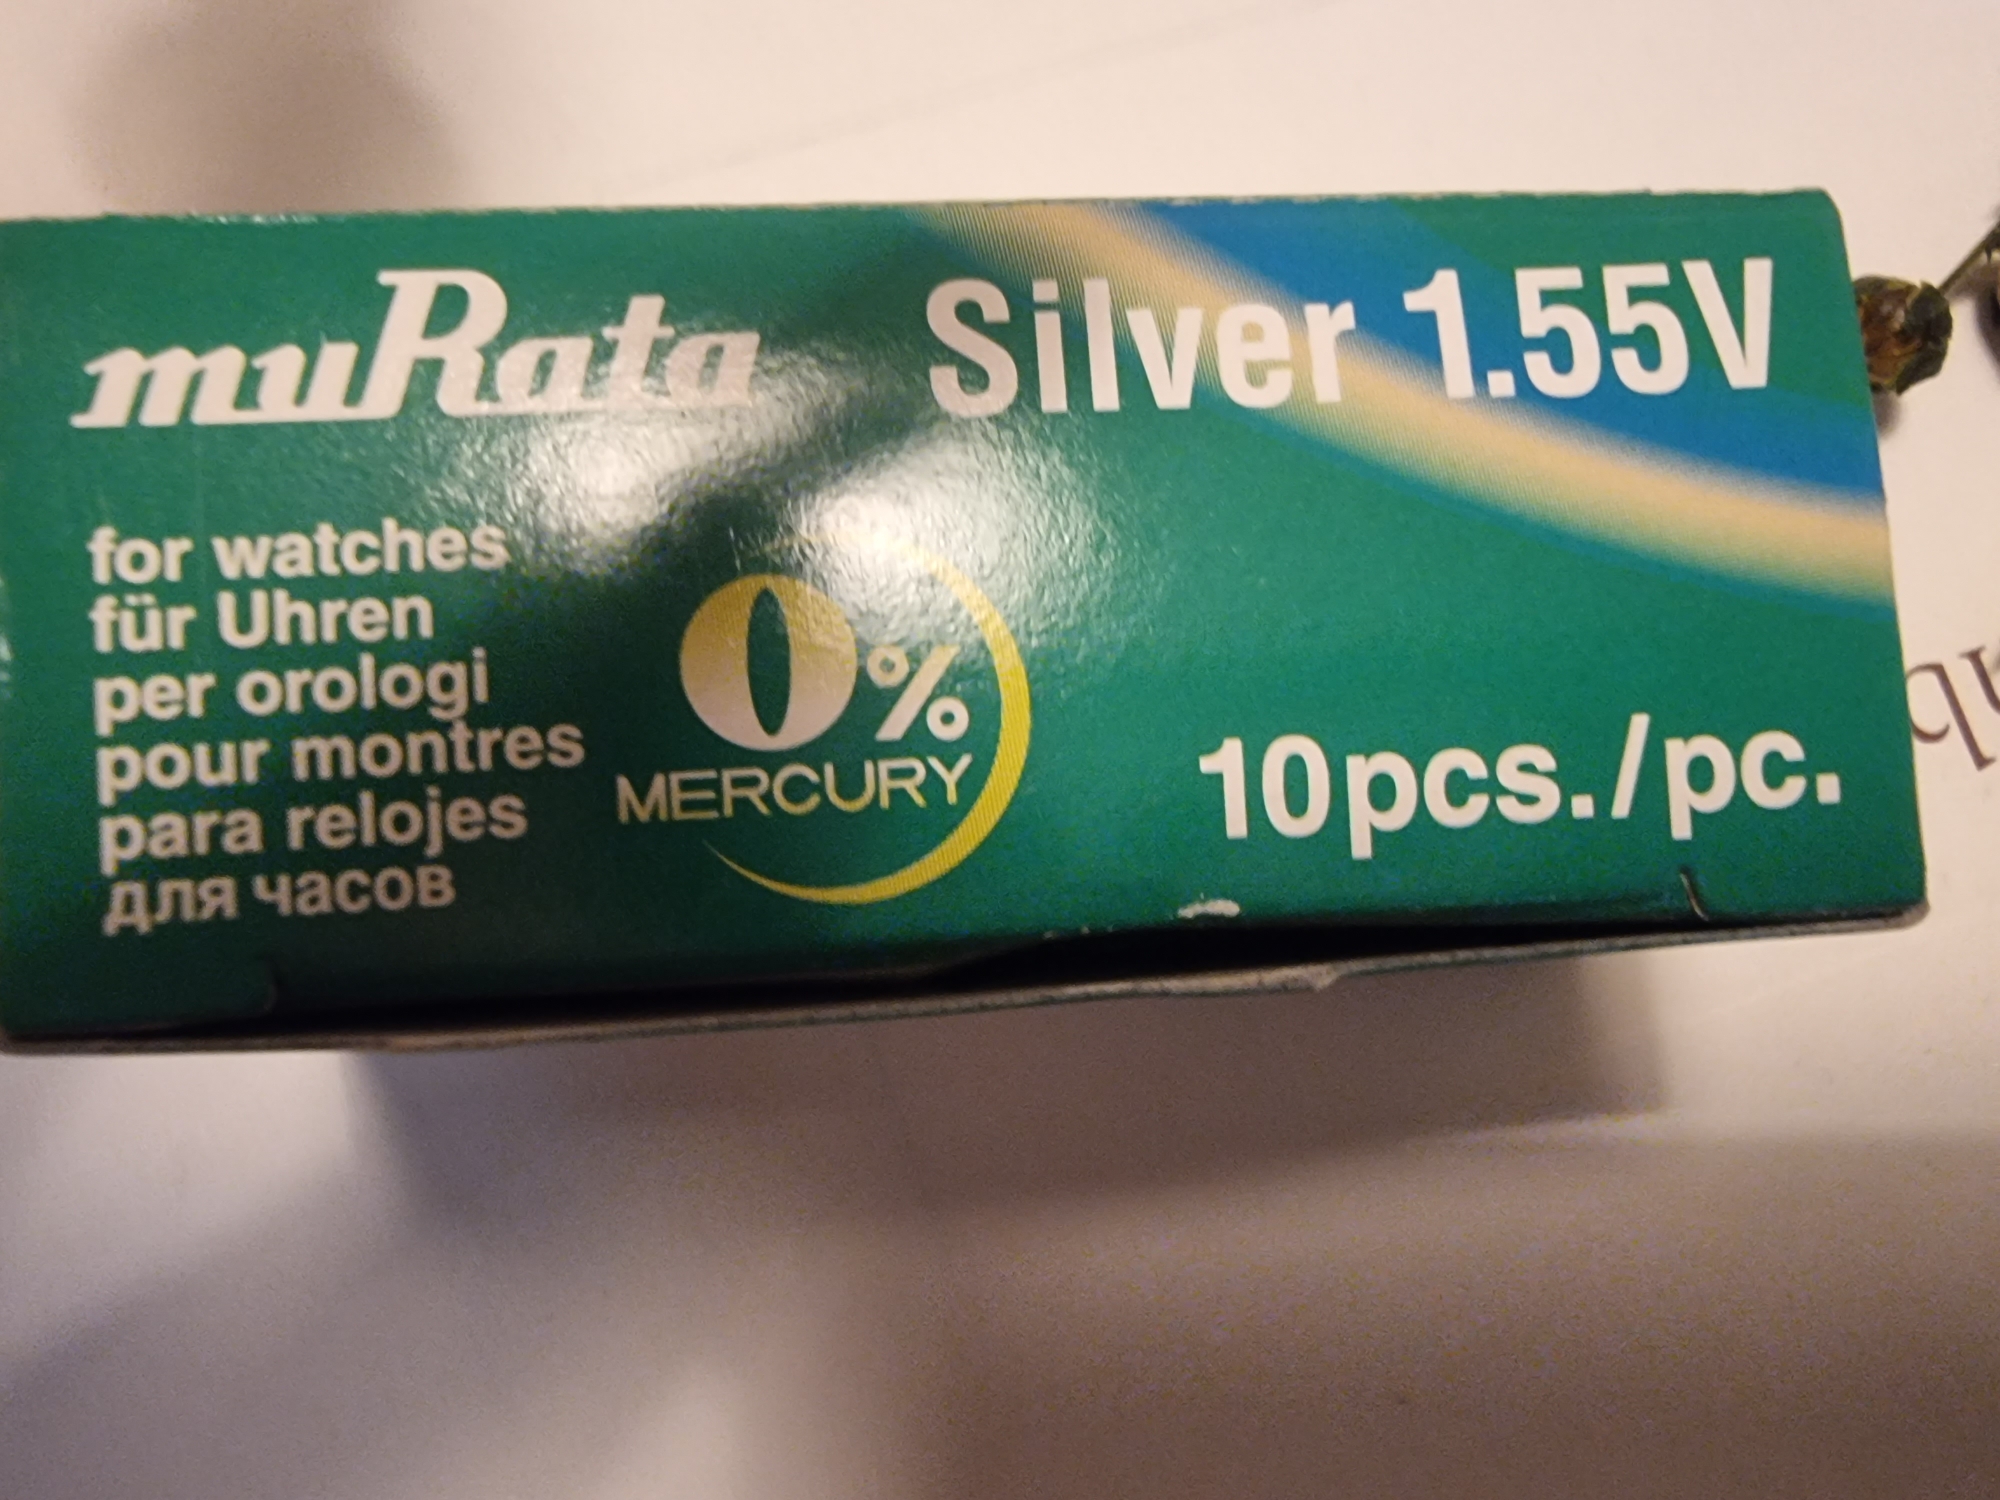 muRata Silver 1.55V
for watches
für Uhren
per orologi
pour montres
para relojes
для часов
0%
MERCURY
10pcs./pc.